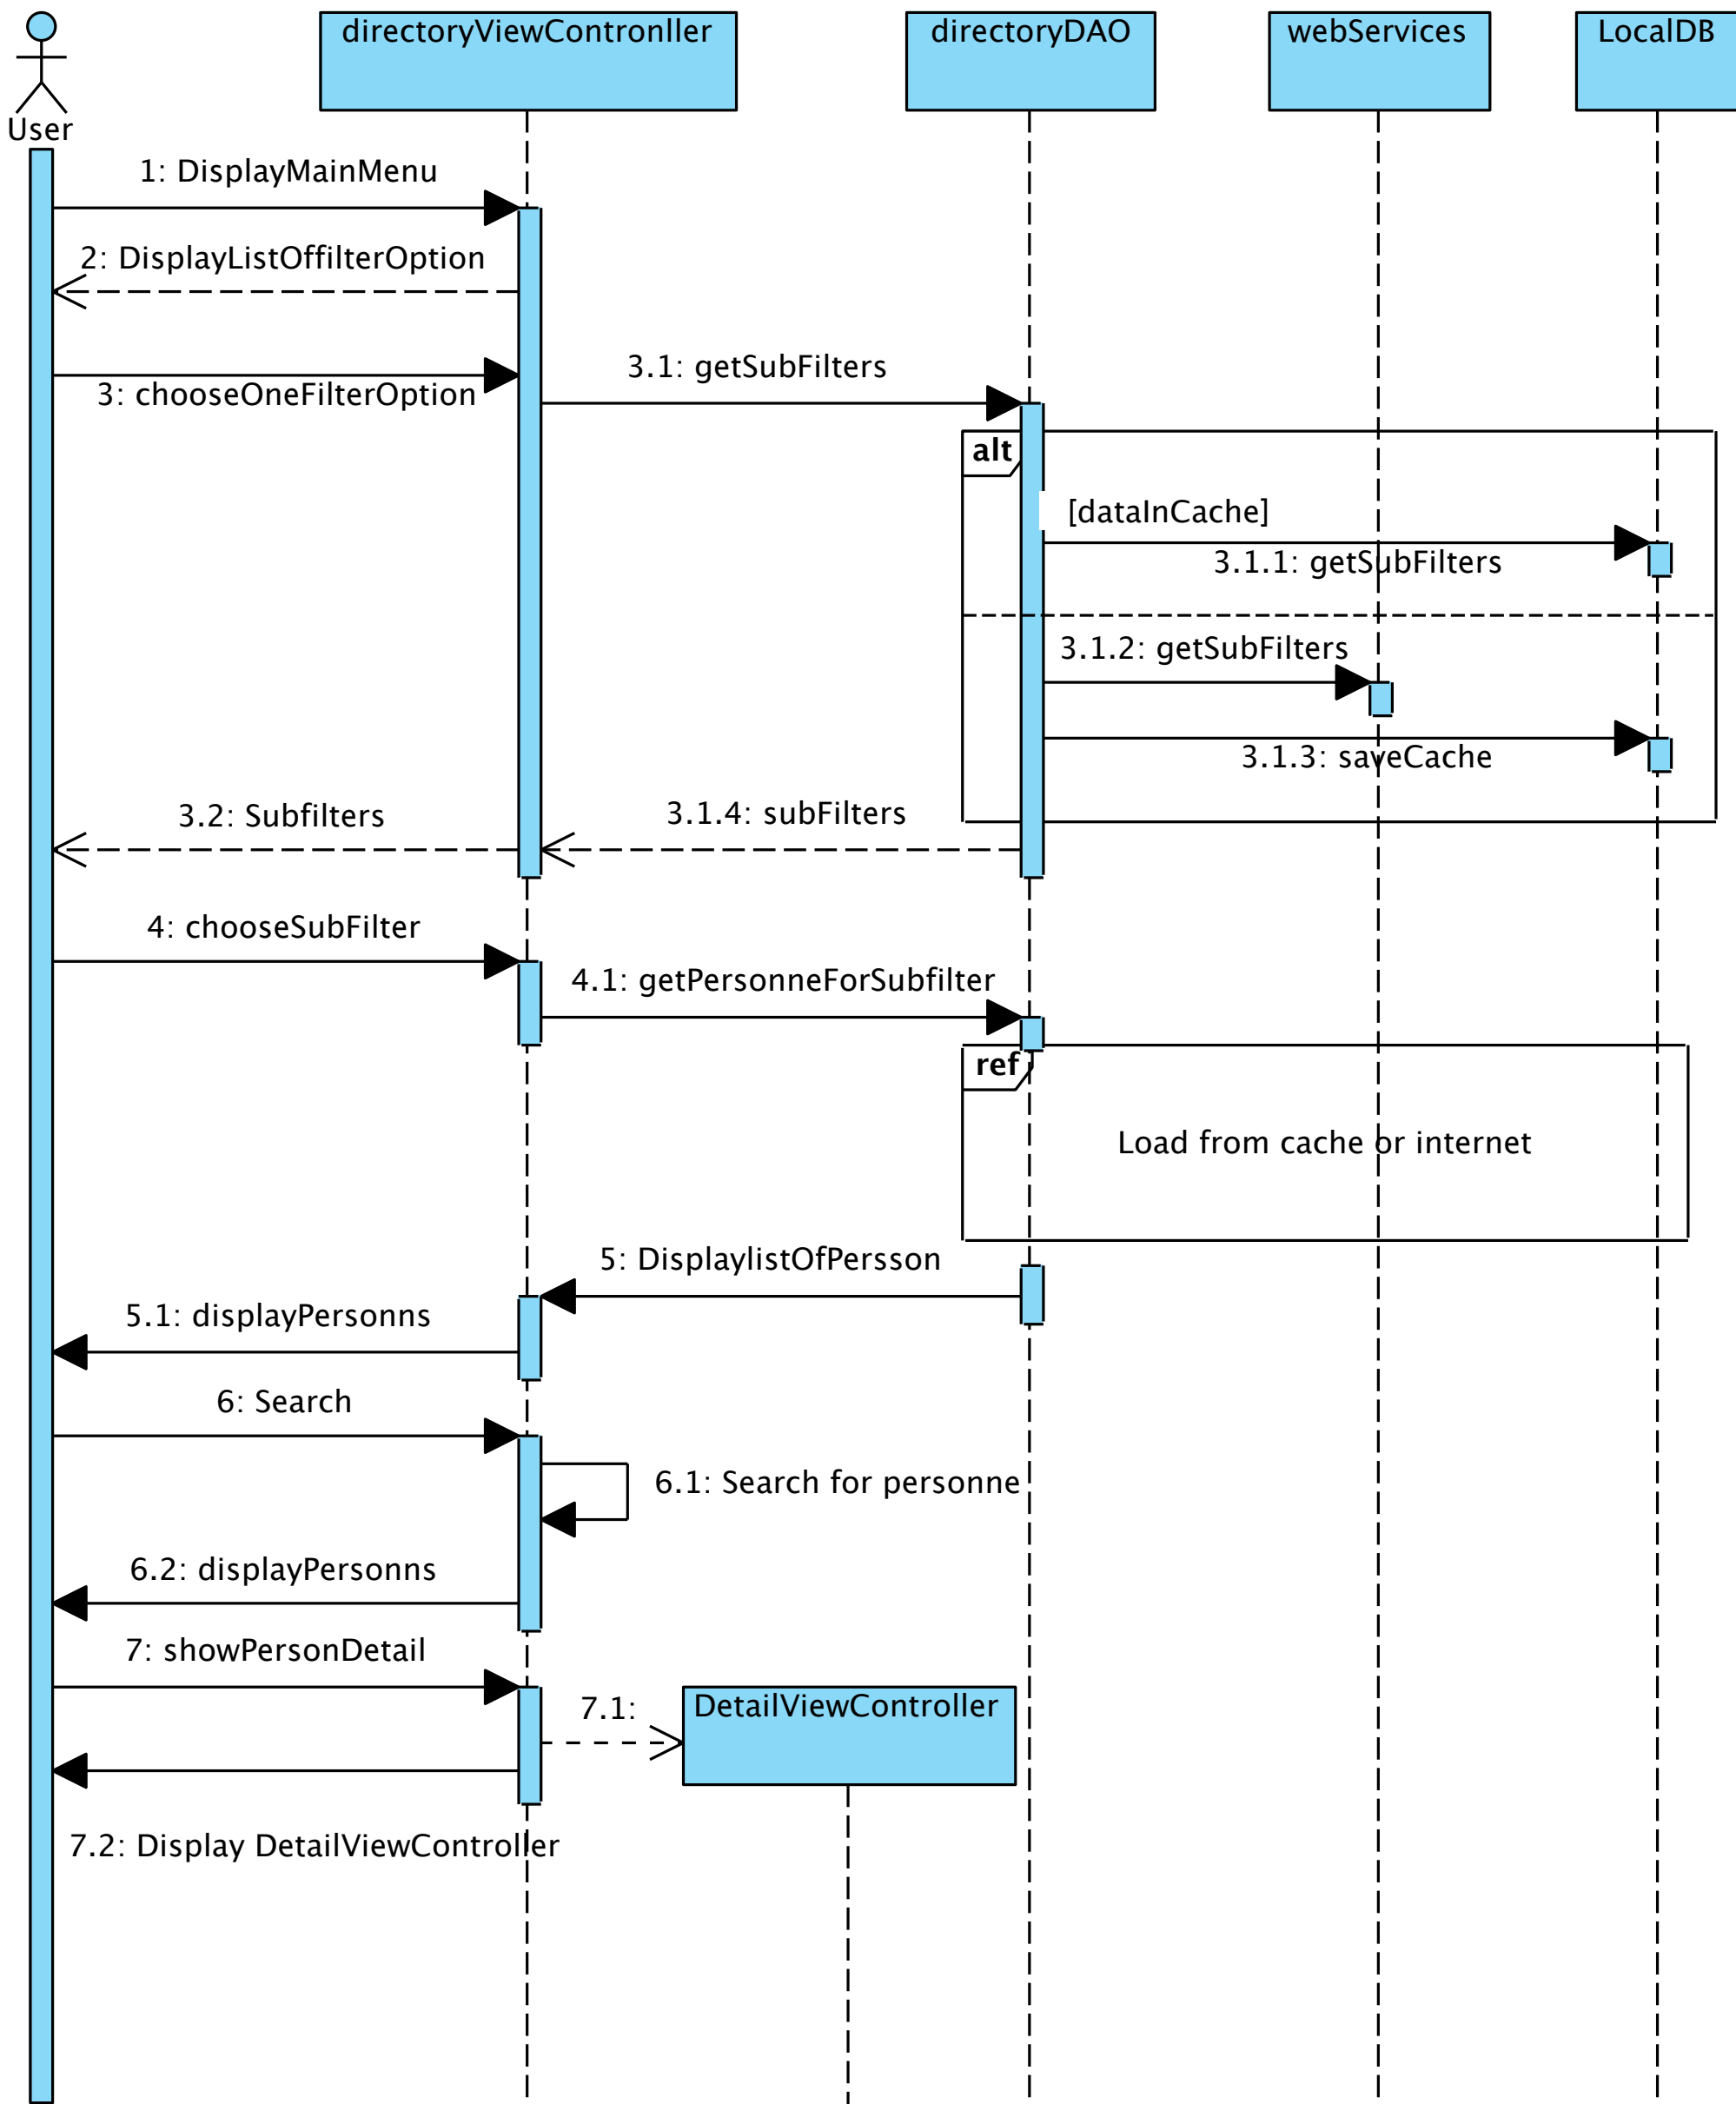 directoryViewContronller
directoryDAO
webServices
LocalDB
User
1: DisplayMainMenu
2: DisplayListOffilterOption
3: chooseOneFilterOption
3.1: getSubFilters
alt
[dataInCache]
3.1.1: getSubFilters
3.1.2: getSubFilters
3.1.3: saveCache
3.2: Subfilters
3.1.4: subFilters
4: chooseSubFilter
4.1: getPersonneForSubfilter
ref
Load from cache or internet
5: DisplaylistOfPersson
5.1: displayPersonns
6: Search
6.1: Search for personne
6.2: displayPersonns
7: showPersonDetail
7.1:
DetailViewController
7.2: Display DetailViewController